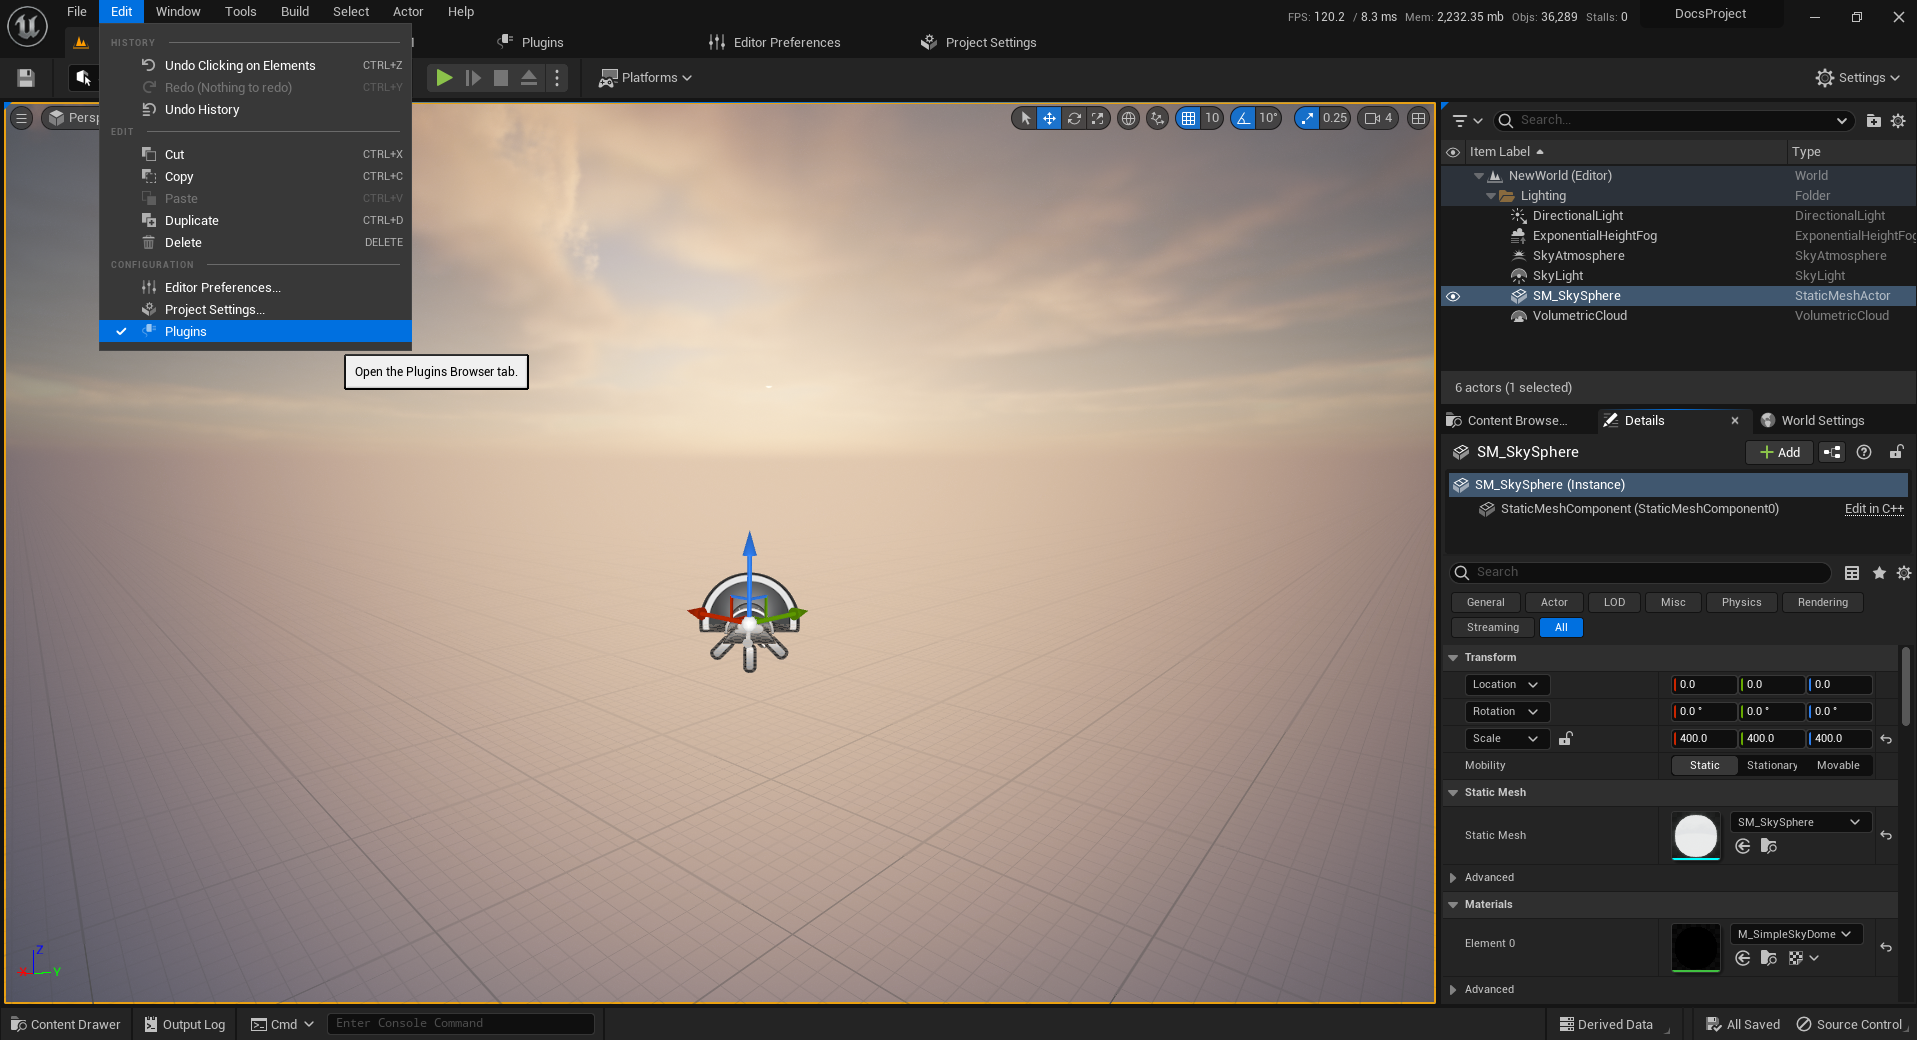 File Edit Window Tools Build Select Actor Help
FPS: 120.2 / 8.3 ms Mem: 2,232.35 mb Objs: 36,289 Stalls: 0
DocsProject
Plugins
Editor Preferences
Project Settings
Platforms
Settings
HISTORY
Undo Clicking on Elements CTRL+Z
Redo (Nothing to redo) CTRL+Y
Undo History
EDIT
Cut CTRL+X
Copy CTRL+C
Paste CTRL+V
Duplicate CTRL+D
Delete DELETE
CONFIGURATION
Editor Preferences...
Project Settings...
Plugins
Open the Plugins Browser tab.
Persp
10 10° 0.25 4
Z
X Y
Search...
Item Label Type
NewWorld (Editor) World
Lighting Folder
DirectionalLight DirectionalLight
ExponentialHeightFog ExponentialHeightFog
SkyAtmosphere SkyAtmosphere
SkyLight SkyLight
SM_SkySphere StaticMeshActor
VolumetricCloud VolumetricCloud
6 actors (1 selected)
Content Browse... Details World Settings
SM_SkySphere
Add
SM_SkySphere (Instance)
StaticMeshComponent (StaticMeshComponent0) Edit in C++
Search
General Actor LOD Misc Physics Rendering
Streaming All
Transform
Location 0.0 0.0 0.0
Rotation 0.0 ° 0.0 ° 0.0 °
Scale 400.0 400.0 400.0
Mobility Static Stationary Movable
Static Mesh
Static Mesh SM_SkySphere
Advanced
Materials
Element 0 M_SimpleSkyDome
Advanced
Content Drawer Output Log Cmd Enter Console Command
Derived Data All Saved Source Control